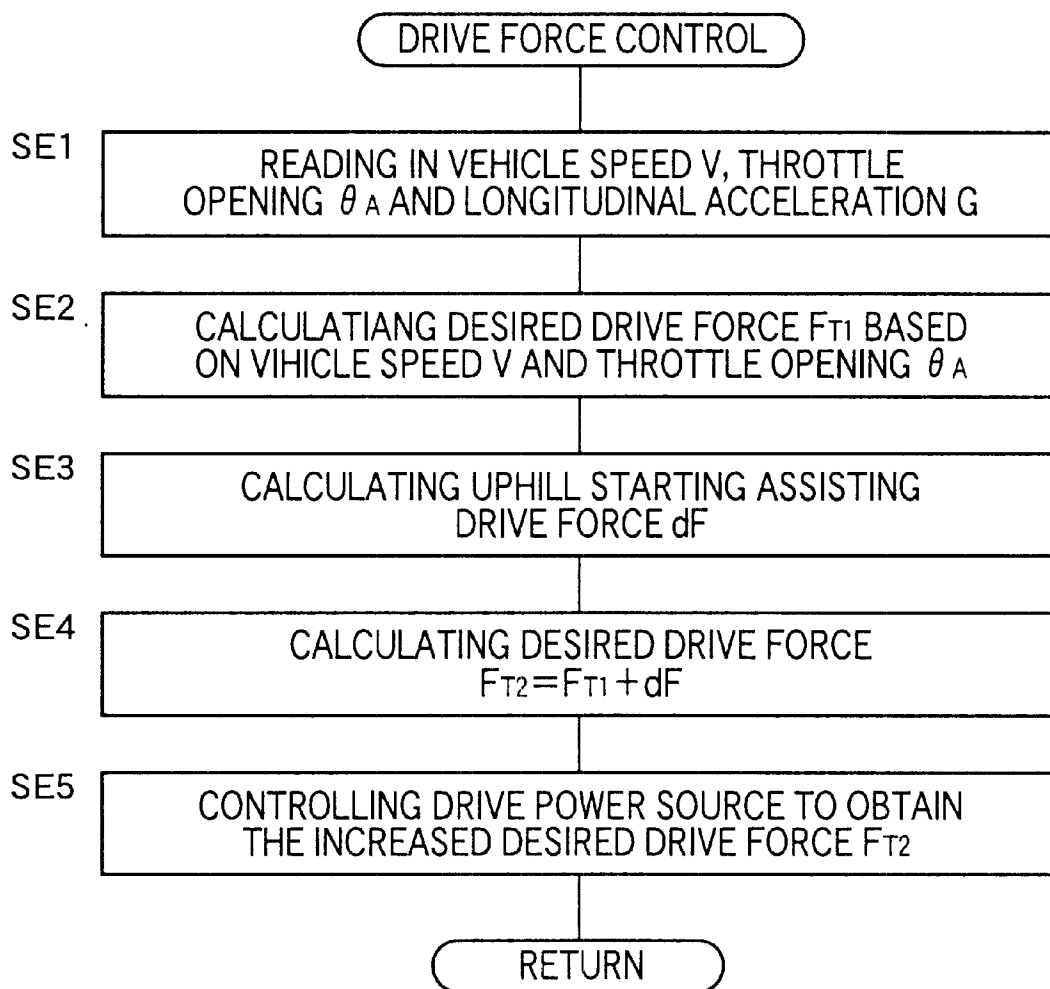 DRIVE FORCE CONTROL
SE1
READING IN VEHICLE SPEED V, THROTTLE
OPENING θA AND LONGITUDINAL ACCELERATION G
SE2
CALCULATIANG DESIRED DRIVE FORCE FT1 BASED
ON VIHICLE SPEED V AND THROTTLE OPENING θA
SE3
CALCULATING UPHILL STARTING ASSISTING
DRIVE FORCE dF
SE4
CALCULATING DESIRED DRIVE FORCE
FT2=FT1+dF
SE5
CONTROLLING DRIVE POWER SOURCE TO OBTAIN
THE INCREASED DESIRED DRIVE FORCE FT2
RETURN